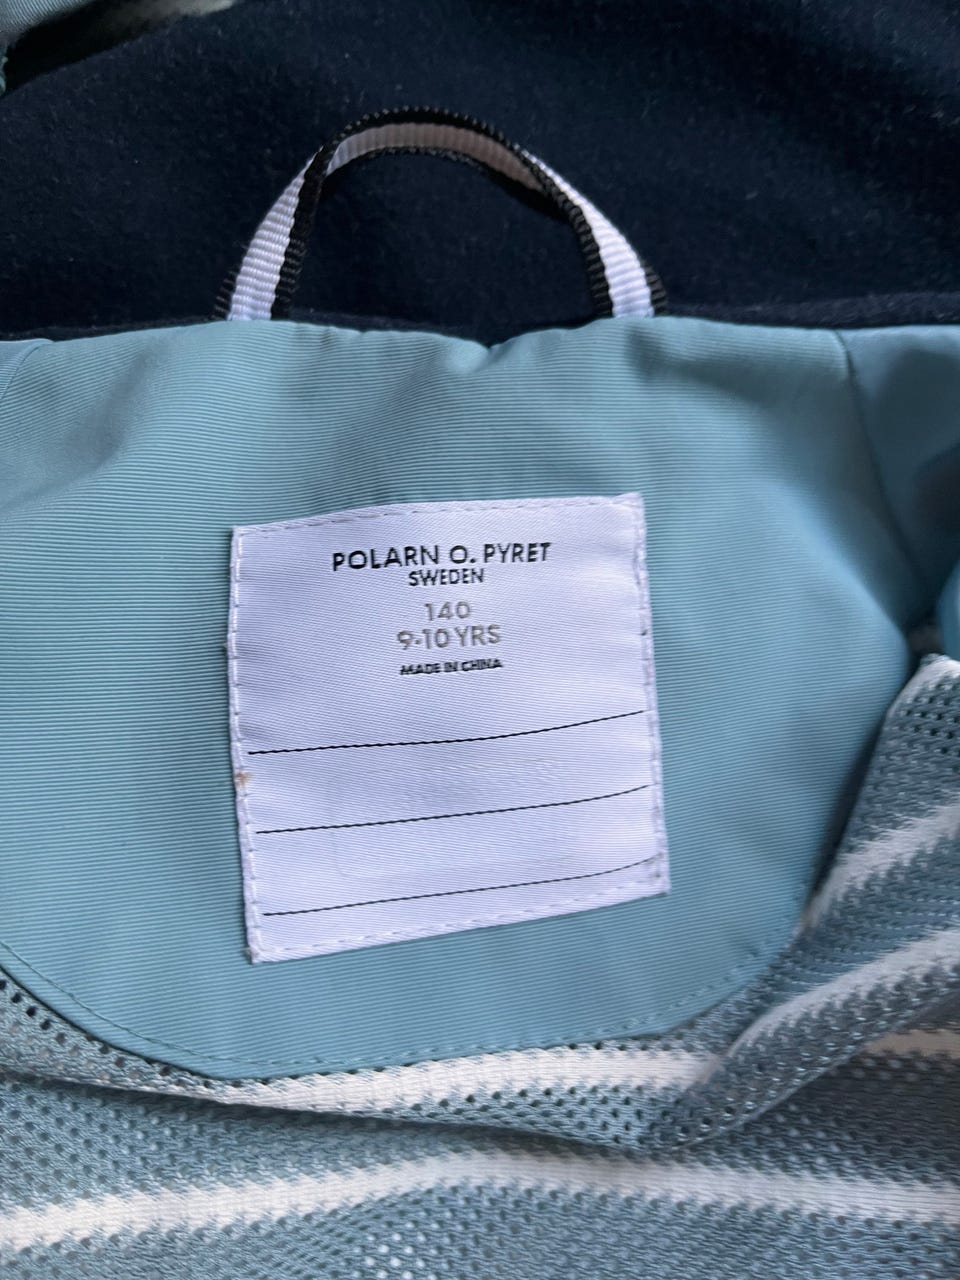 POLARN O. PYRET
SWEDEN
140
9-10 YRS
MADE IN CHINA